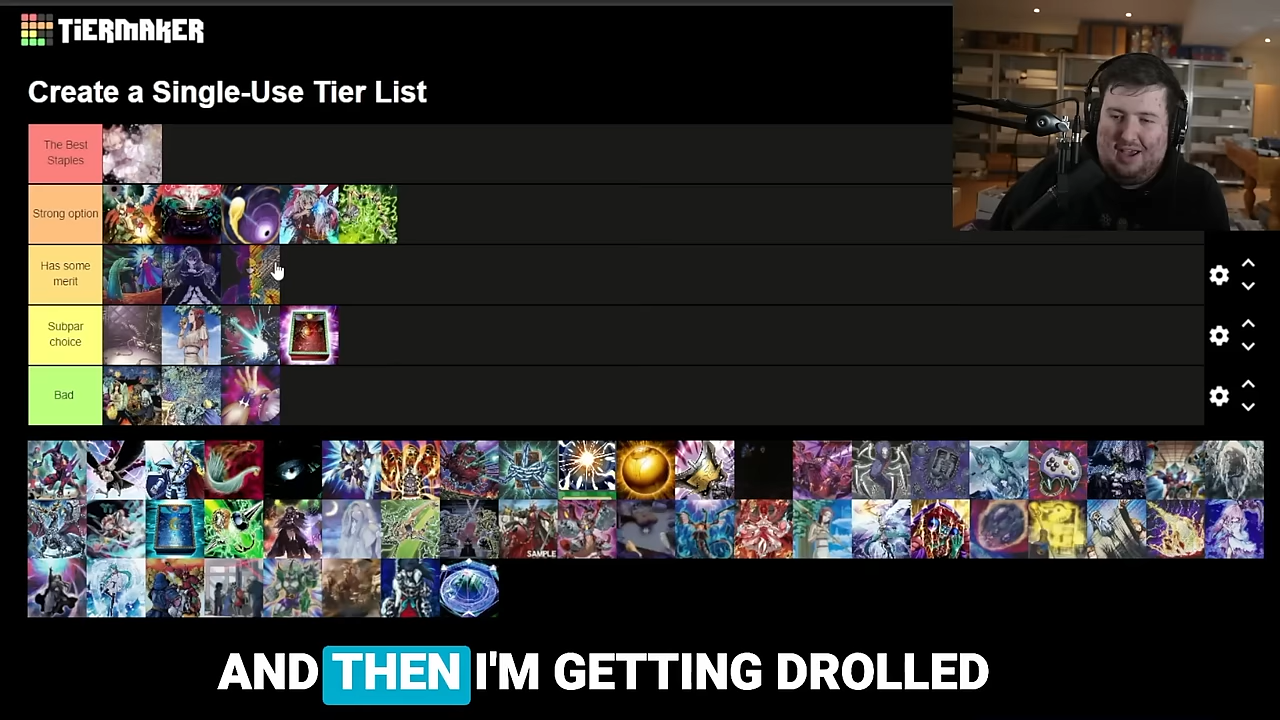 TiERMAKER
Create a Single-Use Tier List
The Best
Staples
Strong option
Has some
merit
Subpar
choice
Bad
SAMPLE
AND THEN I'M GETTING DROLLED